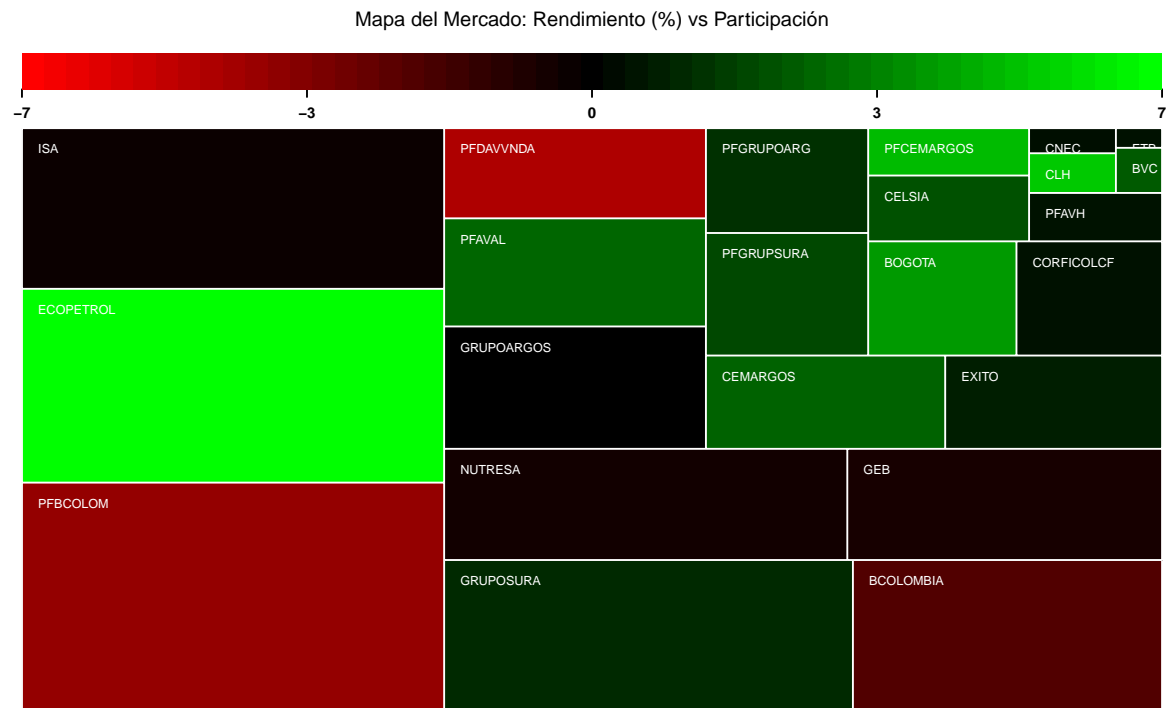 Mapa del Mercado: Rendimiento (%) vs Participación
−7 −3 0 3 7
ISA
PFDAVVNDA
PFGRUPOARG
PFCEMARGOS
CNEC
CLH
BVC
CELSIA
PFAVH
PFAVAL
PFGRUPSURA
BOGOTA
CORFICOLCF
ECOPETROL
GRUPOARGOS
CEMARGOS
EXITO
NUTRESA
GEB
PFBCOLOM
GRUPOSURA
BCOLOMBIA